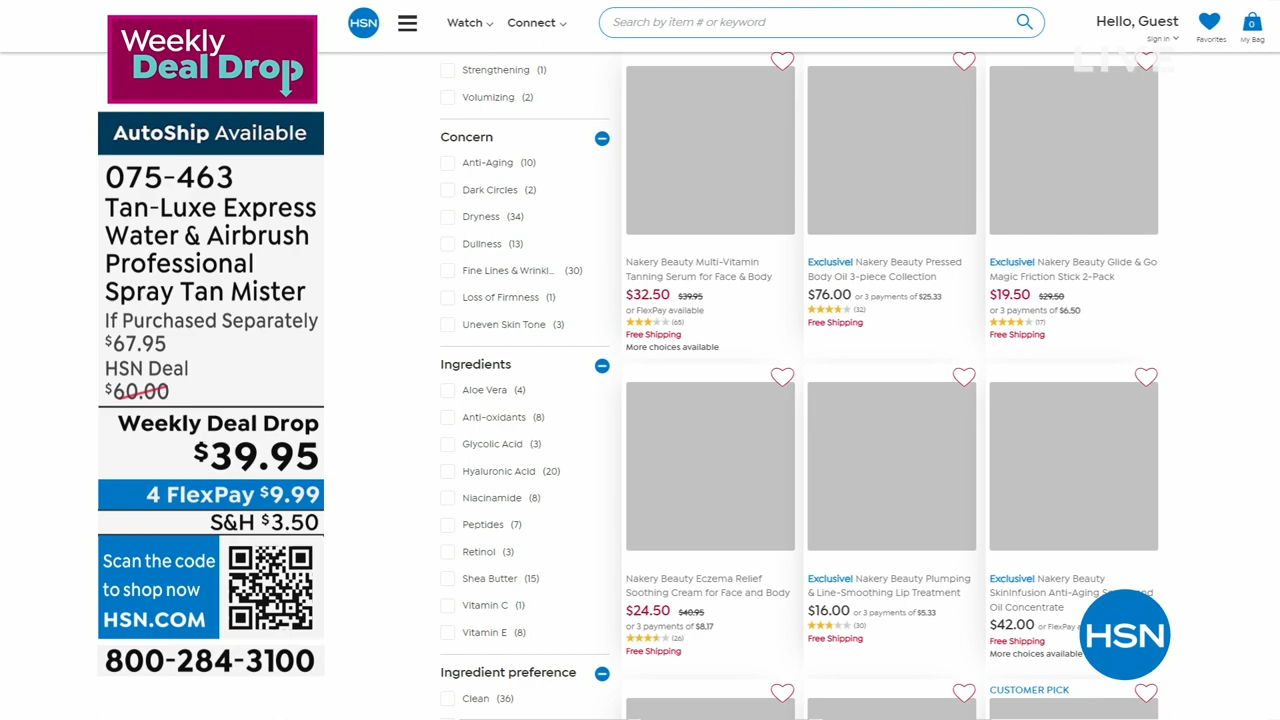 Weekly
Deal Drop
AutoShip Available
075-463
Tan-Luxe Express
Water & Airbrush
Professional
Spray Tan Mister
If Purchased Separately
$67.95
HSN Deal
$60.00
Weekly Deal Drop
$39.95
4 FlexPay $9.99
S&H $3.50
Scan the code
to shop now
HSN.COM
800-284-3100
HSN
Watch
Connect
Search by item # or keyword
Hello, Guest
Sign In
Favorites
0
My Bag
LIVE
Strengthening (1)
Volumizing (2)
Concern
Anti-Aging (10)
Dark Circles (2)
Dryness (34)
Dullness (13)
Fine Lines & Wrinkl... (30)
Loss of Firmness (1)
Uneven Skin Tone (3)
Ingredients
Aloe Vera (4)
Anti-oxidants (8)
Glycolic Acid (3)
Hyaluronic Acid (20)
Niacinamide (8)
Peptides (7)
Retinol (3)
Shea Butter (15)
Vitamin C (1)
Vitamin E (8)
Ingredient preference
Clean (36)
Nakery Beauty Multi-Vitamin
Tanning Serum for Face & Body
$32.50 $39.95
or FlexPay available
(65)
Free Shipping
More choices available
Exclusive! Nakery Beauty Pressed
Body Oil 3-piece Collection
$76.00 or 3 payments of $25.33
(32)
Free Shipping
Exclusive! Nakery Beauty Glide & Go
Magic Friction Stick 2-Pack
$19.50 $29.50
or 3 payments of $6.50
(17)
Free Shipping
Nakery Beauty Eczema Relief
Soothing Cream for Face and Body
$24.50 $40.95
or 3 payments of $8.17
(26)
Free Shipping
Exclusive! Nakery Beauty Plumping
& Line-Smoothing Lip Treatment
$16.00 or 3 payments of $5.33
(30)
Free Shipping
Exclusive! Nakery Beauty
SkinInfusion Anti-Aging
Oil Concentrate
$42.00 or FlexPay
Free Shipping
More choices available
CUSTOMER PICK
HSN